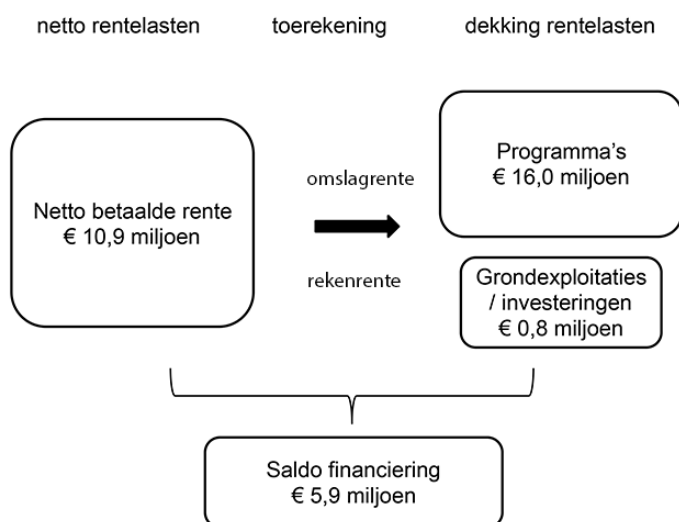 netto rentelasten
toerekening
dekking rentelasten
Netto betaalde rente
€ 10,9 miljoen
omslagrente
rekenrente
Programma's
€ 16,0 miljoen
Grondexploitaties
/ investeringen
€ 0,8 miljoen
Saldo financiering
€ 5,9 miljoen